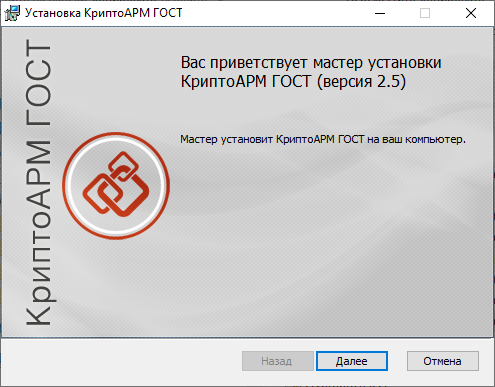 Установка КриптоАРМ ГОСТ
КриптоАРМ ГОСТ
Вас приветствует мастер установки
КриптоАРМ ГОСТ (версия 2.5)
Мастер установит КриптоАРМ ГОСТ на ваш компьютер.
Назад
Далее
Отмена